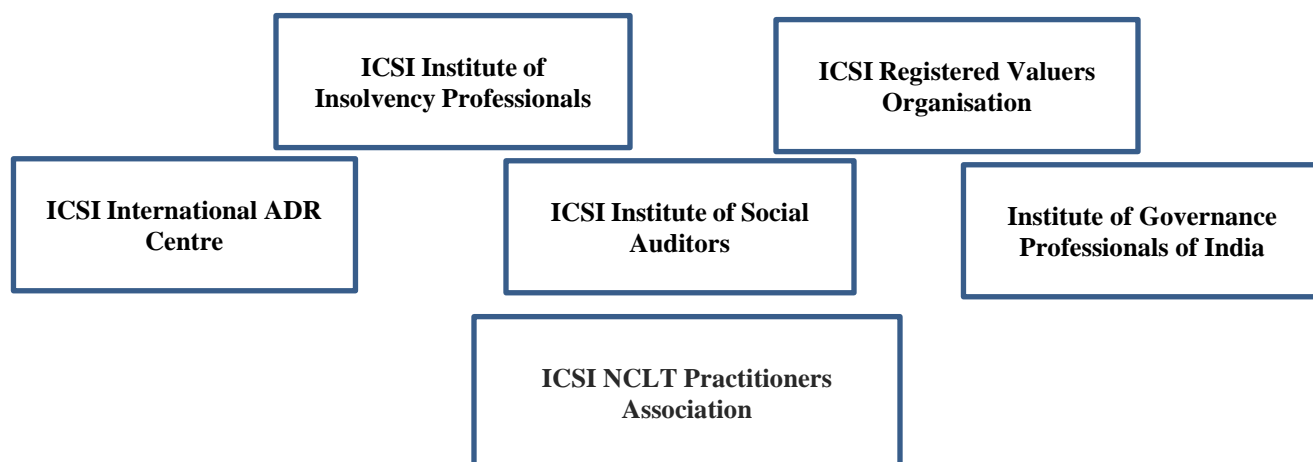 ICSI Institute of
Insolvency Professionals
ICSI Registered Valuers
Organisation
ICSI International ADR
Centre
ICSI Institute of Social
Auditors
Institute of Governance
Professionals of India
ICSI NCLT Practitioners
Association